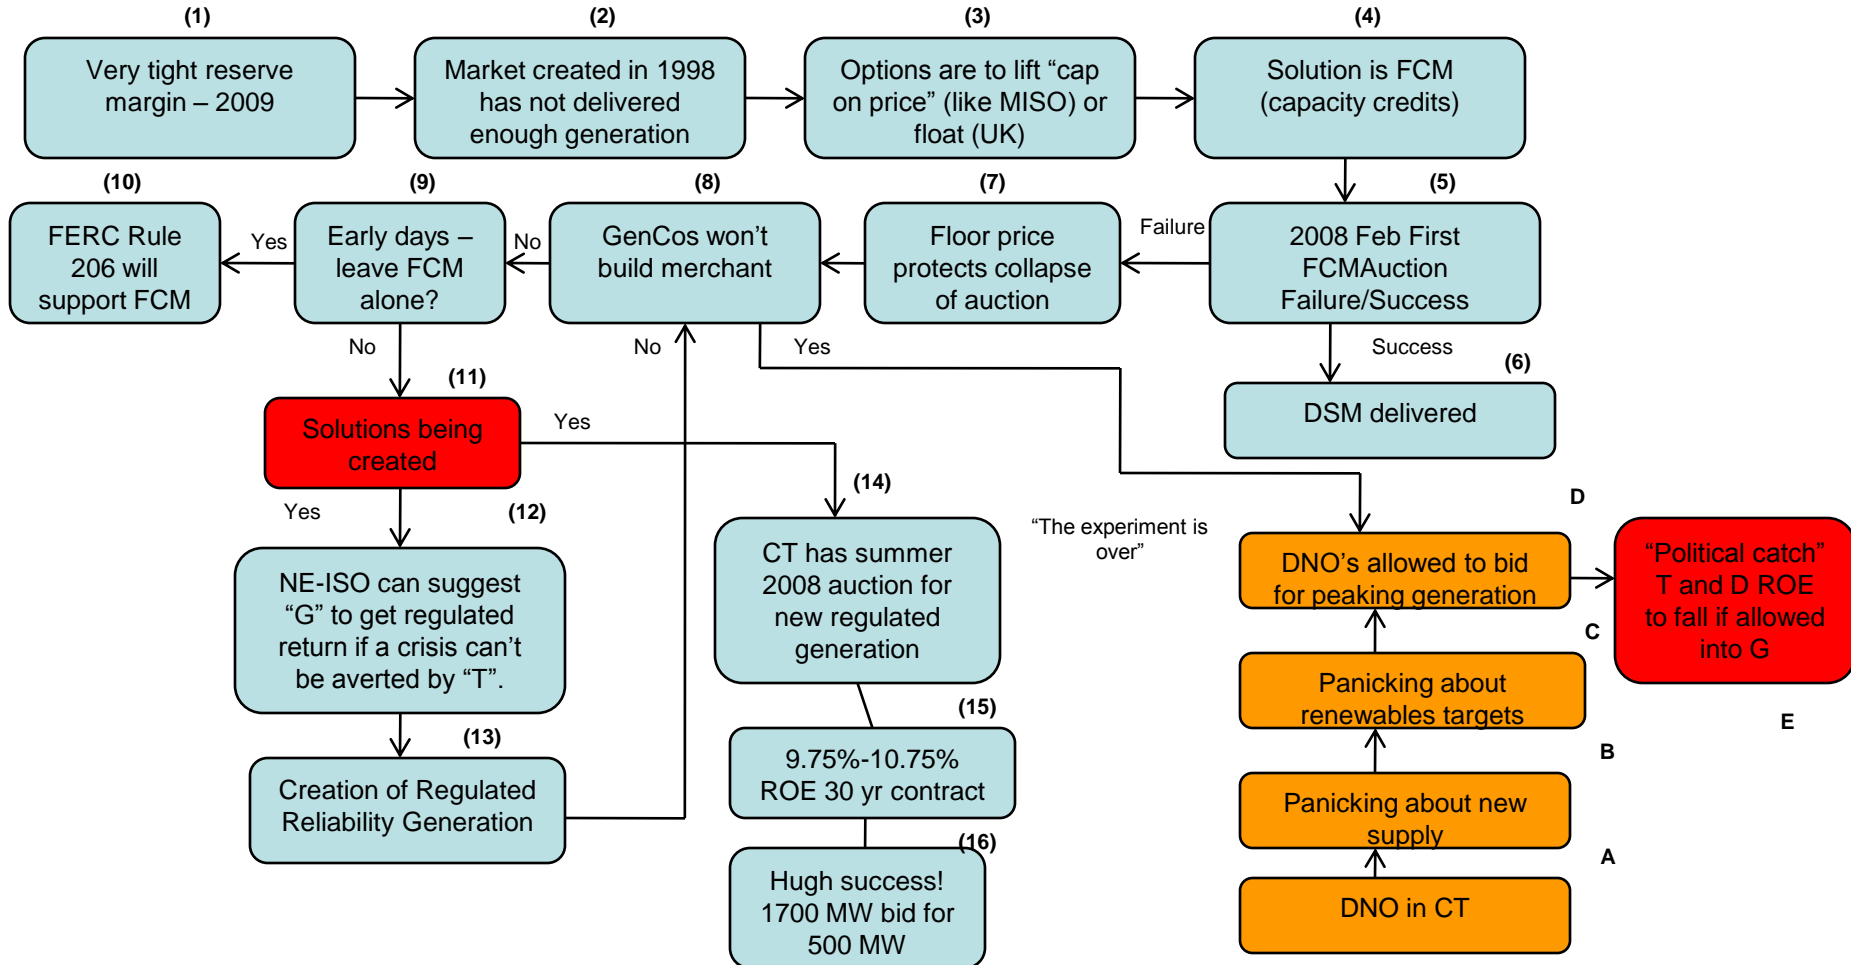 (1)
Very tight reserve
margin – 2009
(2)
Market created in 1998
has not delivered
enough generation
(3)
Options are to lift “cap
on price” (like MISO) or
float (UK)
(4)
Solution is FCM
(capacity credits)
(10)
FERC Rule
206 will
support FCM
Yes
(9)
Early days –
leave FCM
alone?
No
(8)
GenCos won’t
build merchant
(7)
Floor price
protects collapse
of auction
Failure
(5)
2008 Feb First
FCMAuction
Failure/Success
No
No
Yes
Success
(6)
DSM delivered
(11)
Solutions being
created
Yes
Yes
(12)
NE-ISO can suggest
“G” to get regulated
return if a crisis can’t
be averted by “T”.
(13)
Creation of Regulated
Reliability Generation
(14)
CT has summer
2008 auction for
new regulated
generation
(15)
9.75%-10.75%
ROE 30 yr contract
(16)
Hugh success!
1700 MW bid for
500 MW
“The experiment is
over”
D
DNO’s allowed to bid
for peaking generation
“Political catch”
T and D ROE
to fall if allowed
into G
C
Panicking about
renewables targets
E
B
Panicking about new
supply
A
DNO in CT